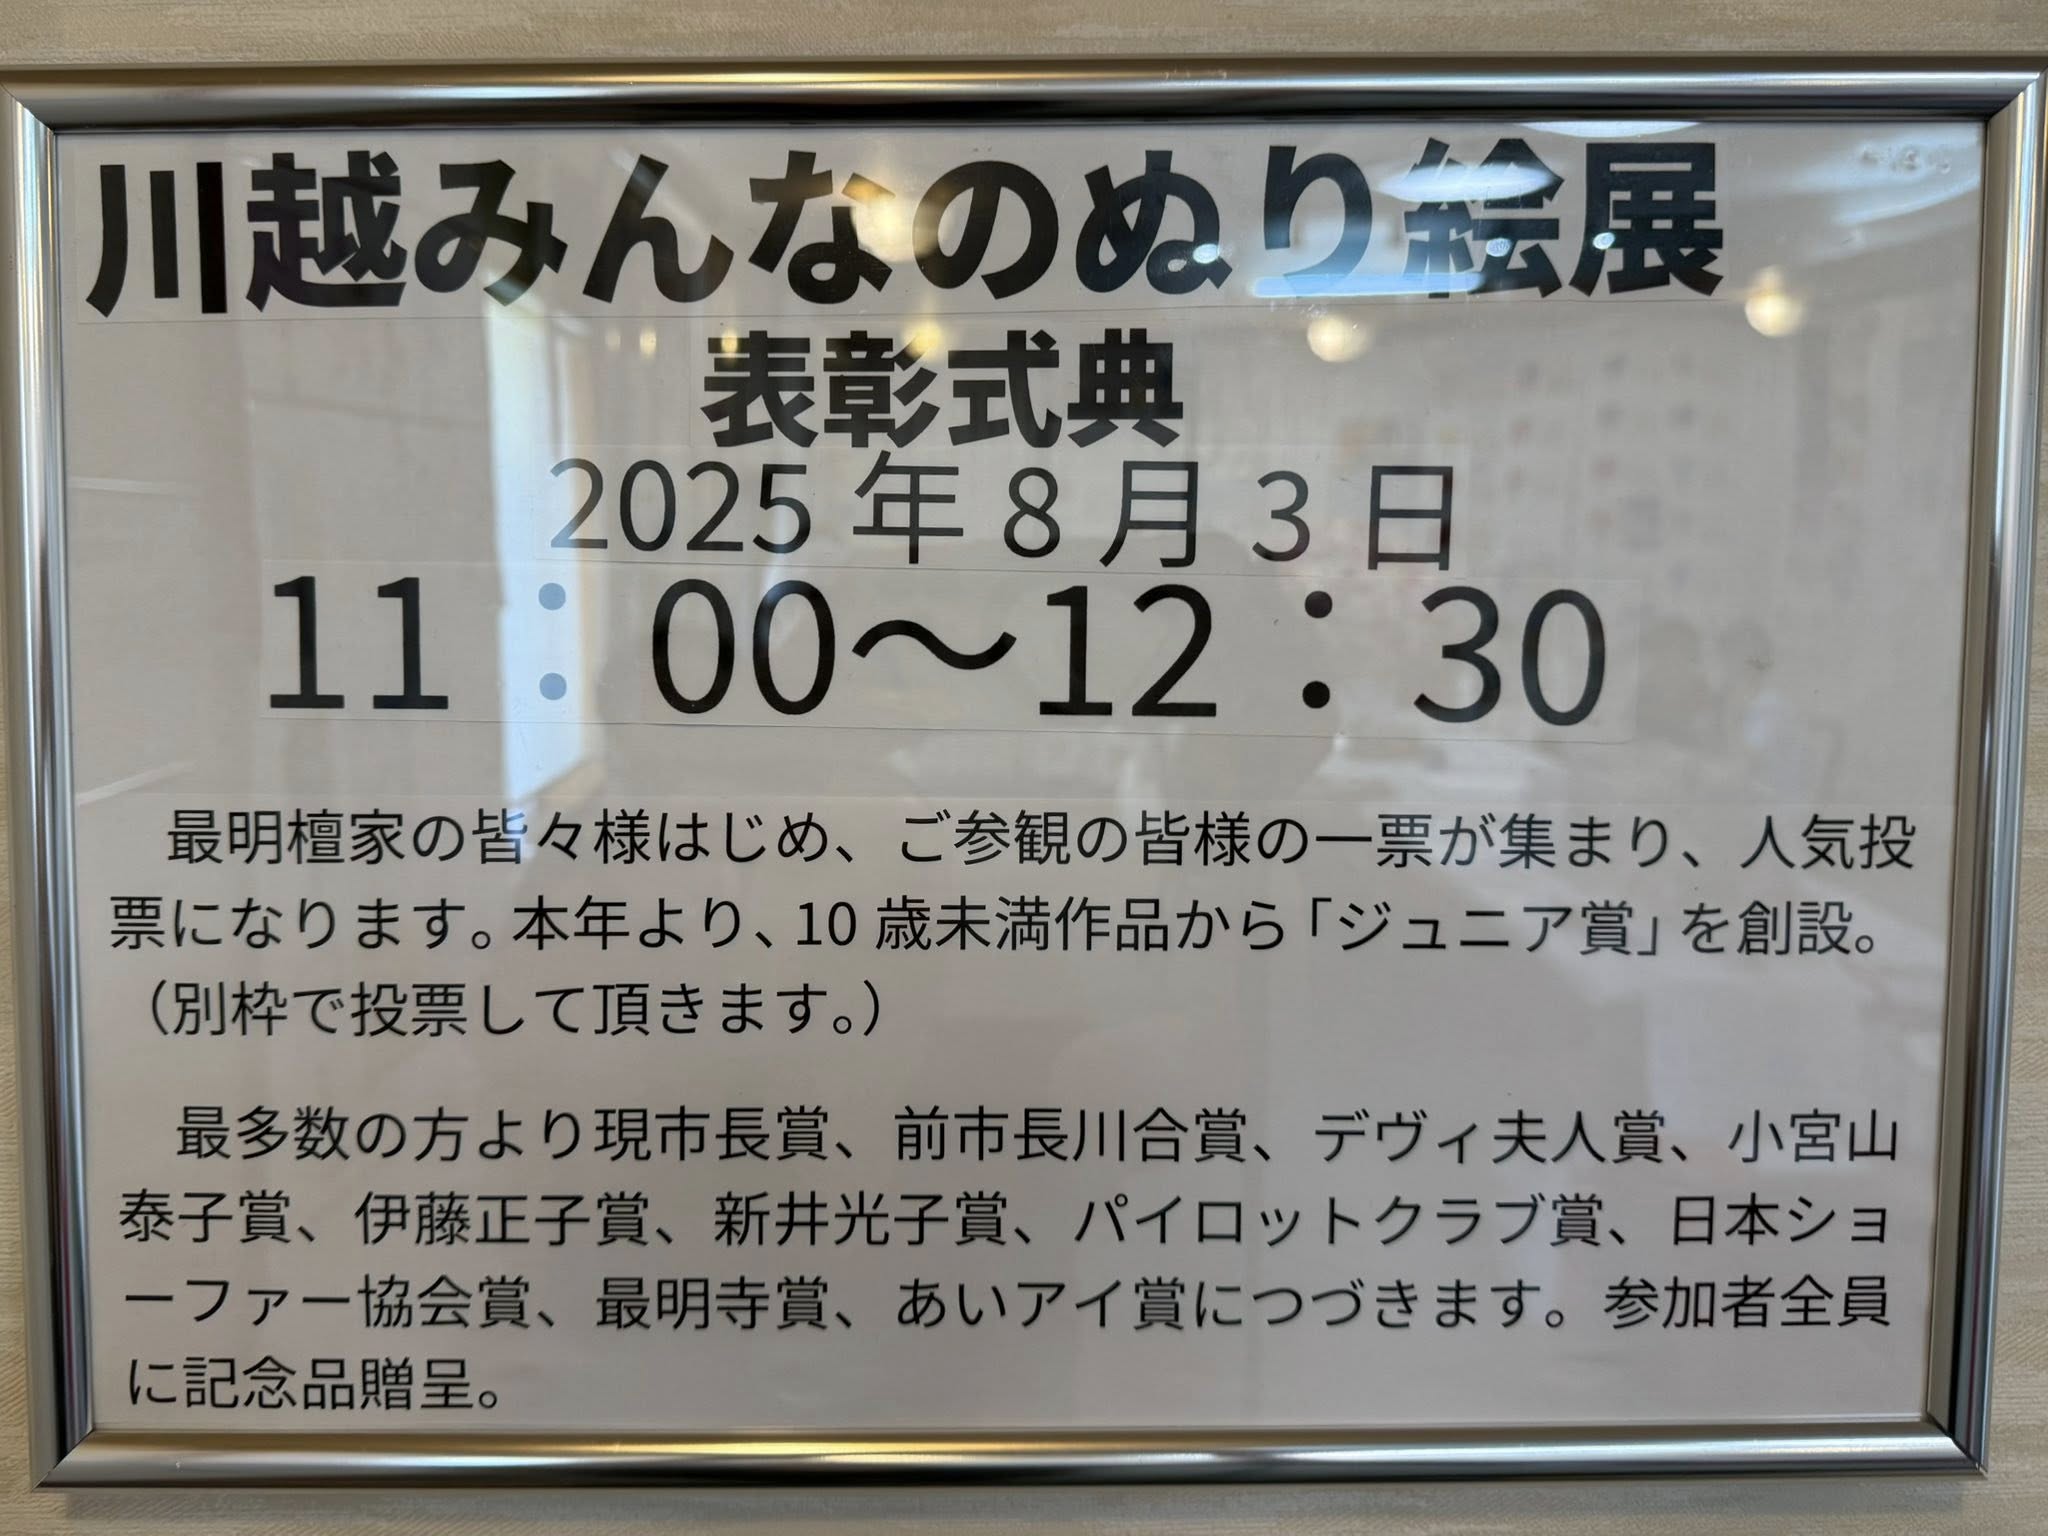 川越みんなのぬり絵展
表彰式典
2025年8月3日
11：00～12：30
最明檀家の皆々様はじめ、ご参観の皆様の一票が集まり、人気投
票になります。本年より、10歳未満作品から「ジュニア賞」を創設。
（別枠で投票して頂きます。）
最多数の方より現市長賞、前市長川合賞、デヴィ夫人賞、小宮山
泰子賞、伊藤正子賞、新井光子賞、パイロットクラブ賞、日本ショ
ーファー協会賞、最明寺賞、あいアイ賞につづきます。参加者全員
に記念品贈呈。